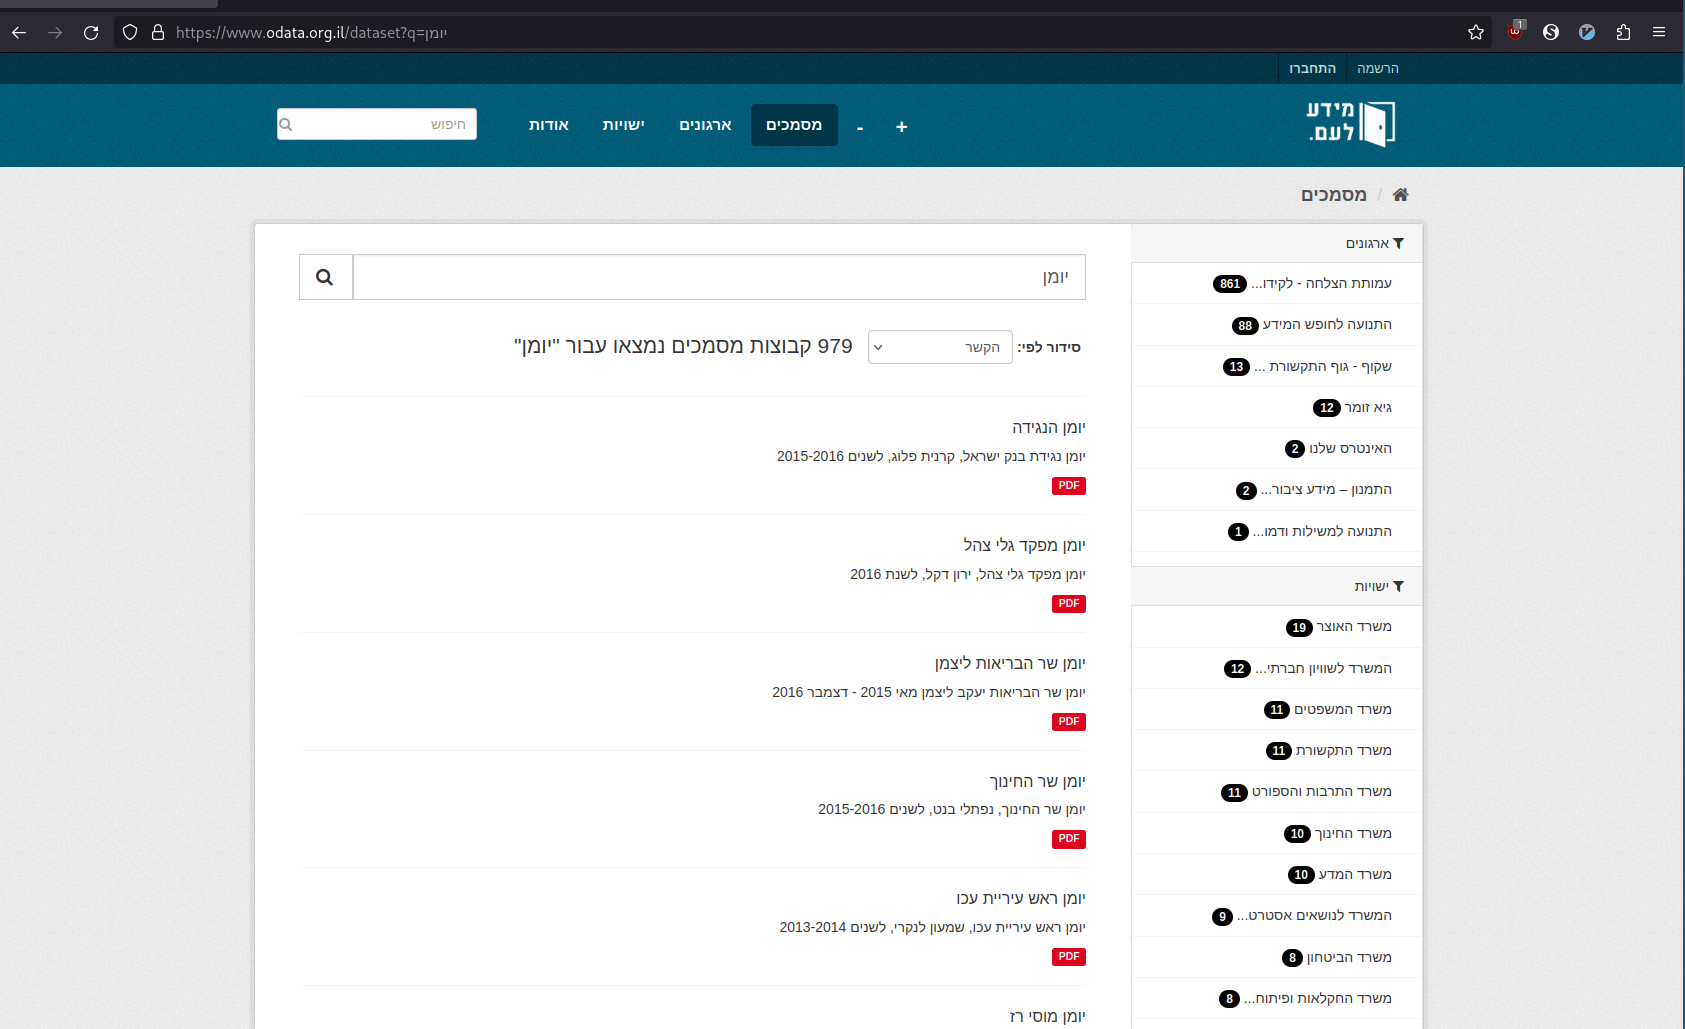 https://www.odata.org.il/dataset?q=יומן
1
הרשמה
התחברו
מידע
לעם.
+
-
מסמכים
ארגונים
ישויות
אודות
חיפוש
/ מסמכים
ארגונים
עמותת הצלחה - לקידו... 861
התנועה לחופש המידע 88
שקוף - גוף התקשורת ... 13
גיא זומר 12
האינטרס שלנו 2
התמנון – מידע ציבור... 2
התנועה למשילות ודמו... 1
ישויות
משרד האוצר 19
המשרד לשוויון חברתי... 12
משרד המשפטים 11
משרד התקשורת 11
משרד התרבות והספורט 11
משרד החינוך 10
משרד המדע 10
המשרד לנושאים אסטרט... 9
משרד הביטחון 8
משרד החקלאות ופיתוח... 8
יומן
סידור לפי: הקשר
979 קבוצות מסמכים נמצאו עבור "יומן"
יומן הנגידה
יומן נגידת בנק ישראל, קרנית פלוג, לשנים 2015-2016
PDF
יומן מפקד גלי צהל
יומן מפקד גלי צהל, ירון דקל, לשנת 2016
PDF
יומן שר הבריאות ליצמן
יומן שר הבריאות יעקב ליצמן מאי 2015 - דצמבר 2016
PDF
יומן שר החינוך
יומן שר החינוך, נפתלי בנט, לשנים 2015-2016
PDF
יומן ראש עיריית עכו
יומן ראש עיריית עכו, שמעון לנקרי, לשנים 2013-2014
PDF
יומן מוסי רז